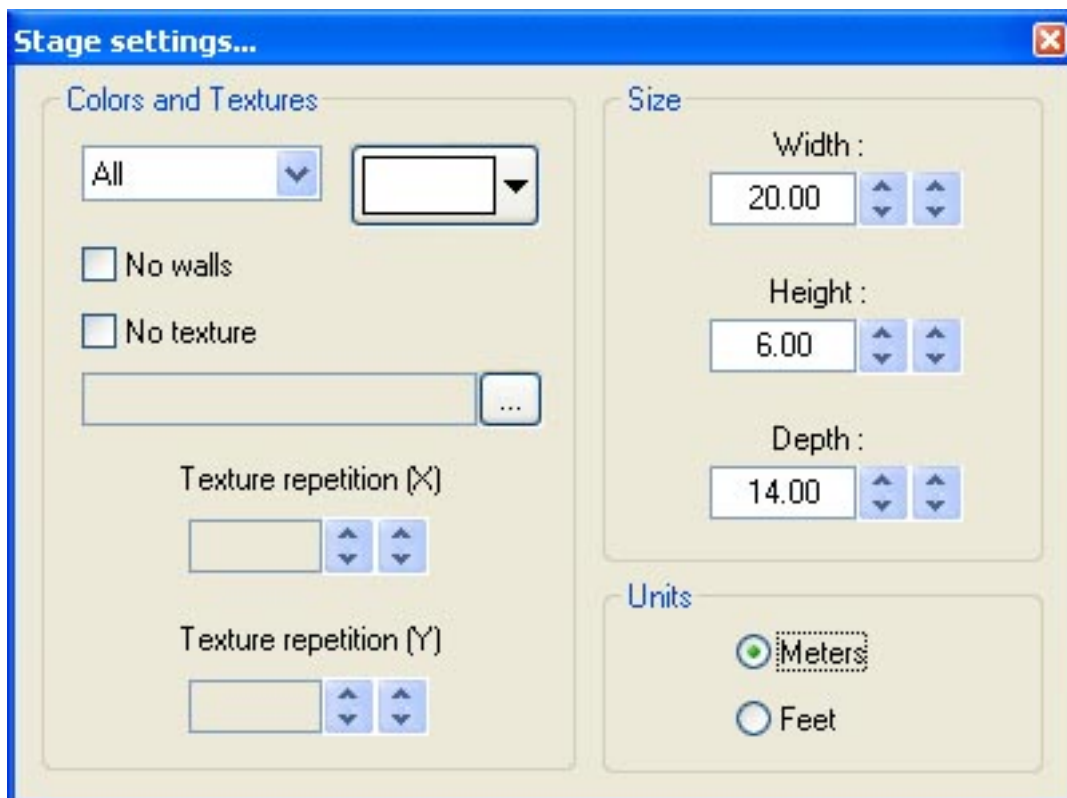 Stage settings...
Colors and Textures
All
No walls
No texture
...
Texture repetition (X)
Texture repetition (Y)
Size
Width :
20.00
Height :
6.00
Depth :
14.00
Units
Meters
Feet